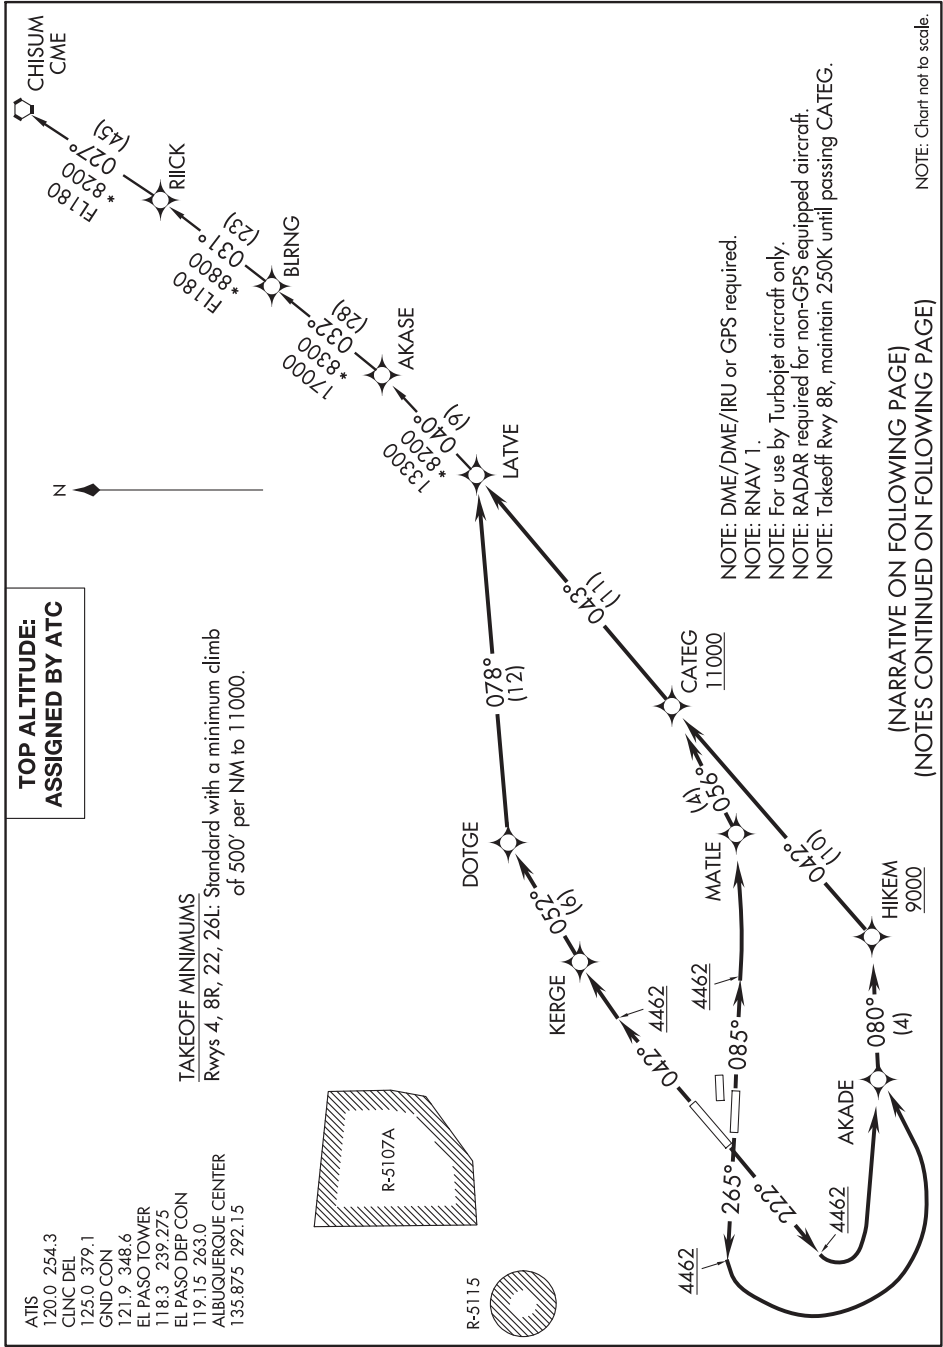 ATIS
120.0 254.3
CLNC DEL
125.0 379.1
GND CON
121.9 348.6
EL PASO TOWER
118.3 239.275
EL PASO DEP CON
119.15 263.0
ALBUQUERQUE CENTER
135.875 292.15
TOP ALTITUDE:
ASSIGNED BY ATC
TAKEOFF MINIMUMS
Rwys 4, 8R, 22, 26L: Standard with a minimum climb
of 500' per NM to 11000.
N
CHISUM
CME
FL180
*8200
027°
(45)
RIICK
FL180
*8800
031°
(23)
BLRNG
17000
*8300
032°
(28)
AKASE
13300
*8200
040°
(9)
LATVE
078°
(12)
043°
(11)
DOTGE
052°
(6)
KERGE
4462
042°
CATEG
11000
056°
(4)
MATLE
4462
085°
042°
(10)
HIKEM
9000
080°
(4)
AKADE
265°
4462
222°
4462
R-5107A
R-5115
NOTE: DME/DME/IRU or GPS required.
NOTE: RNAV 1.
NOTE: For use by Turbojet aircraft only.
NOTE: RADAR required for non-GPS equipped aircraft.
NOTE: Takeoff Rwy 8R, maintain 250K until passing CATEG.
(NARRATIVE ON FOLLOWING PAGE)
(NOTES CONTINUED ON FOLLOWING PAGE)
NOTE: Chart not to scale.